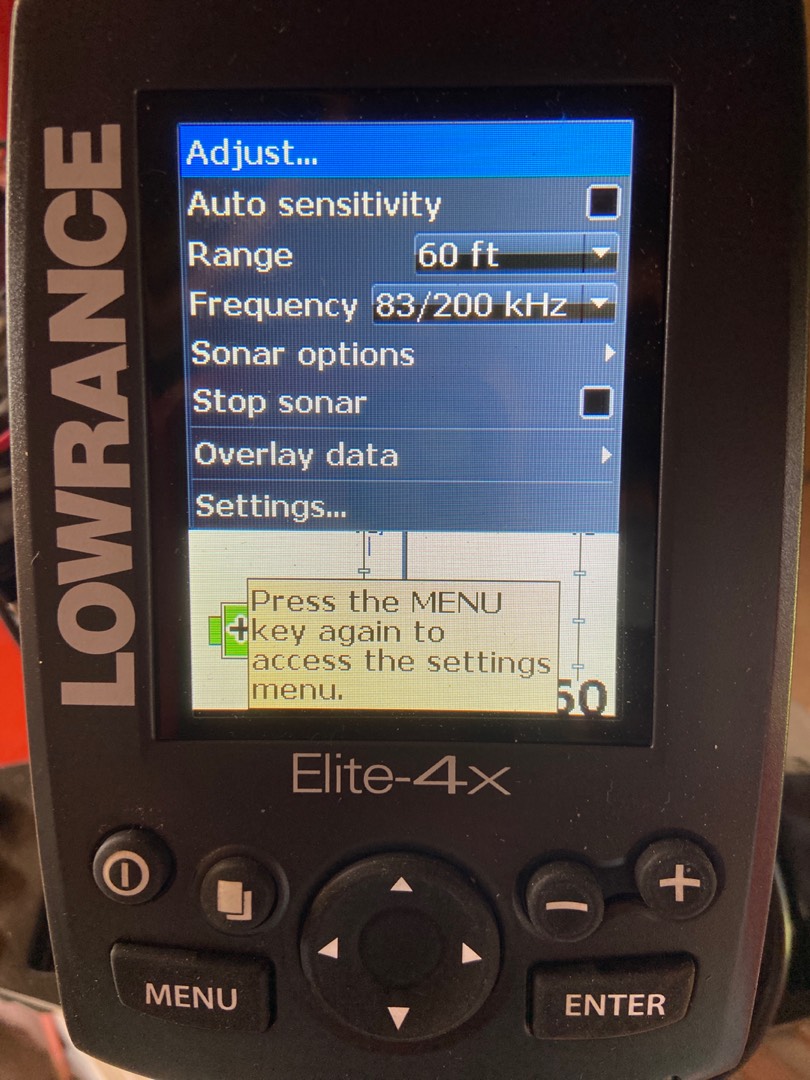 LOWRANCE
Adjust...
Auto sensitivity
Range 60 ft
Frequency 83/200 kHz
Sonar options
Stop sonar
Overlay data
Settings...
Press the MENU
key again to
access the settings
menu.
60
Elite-4x
MENU
ENTER